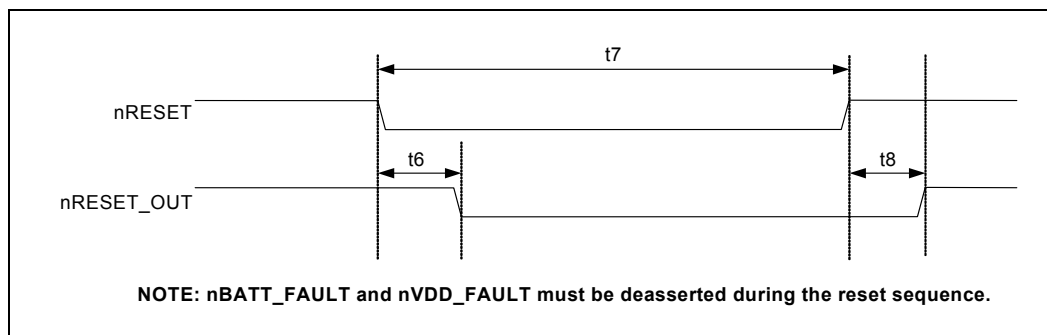 t7
nRESET
t6
t8
nRESET_OUT
NOTE: nBATT_FAULT and nVDD_FAULT must be deasserted during the reset sequence.